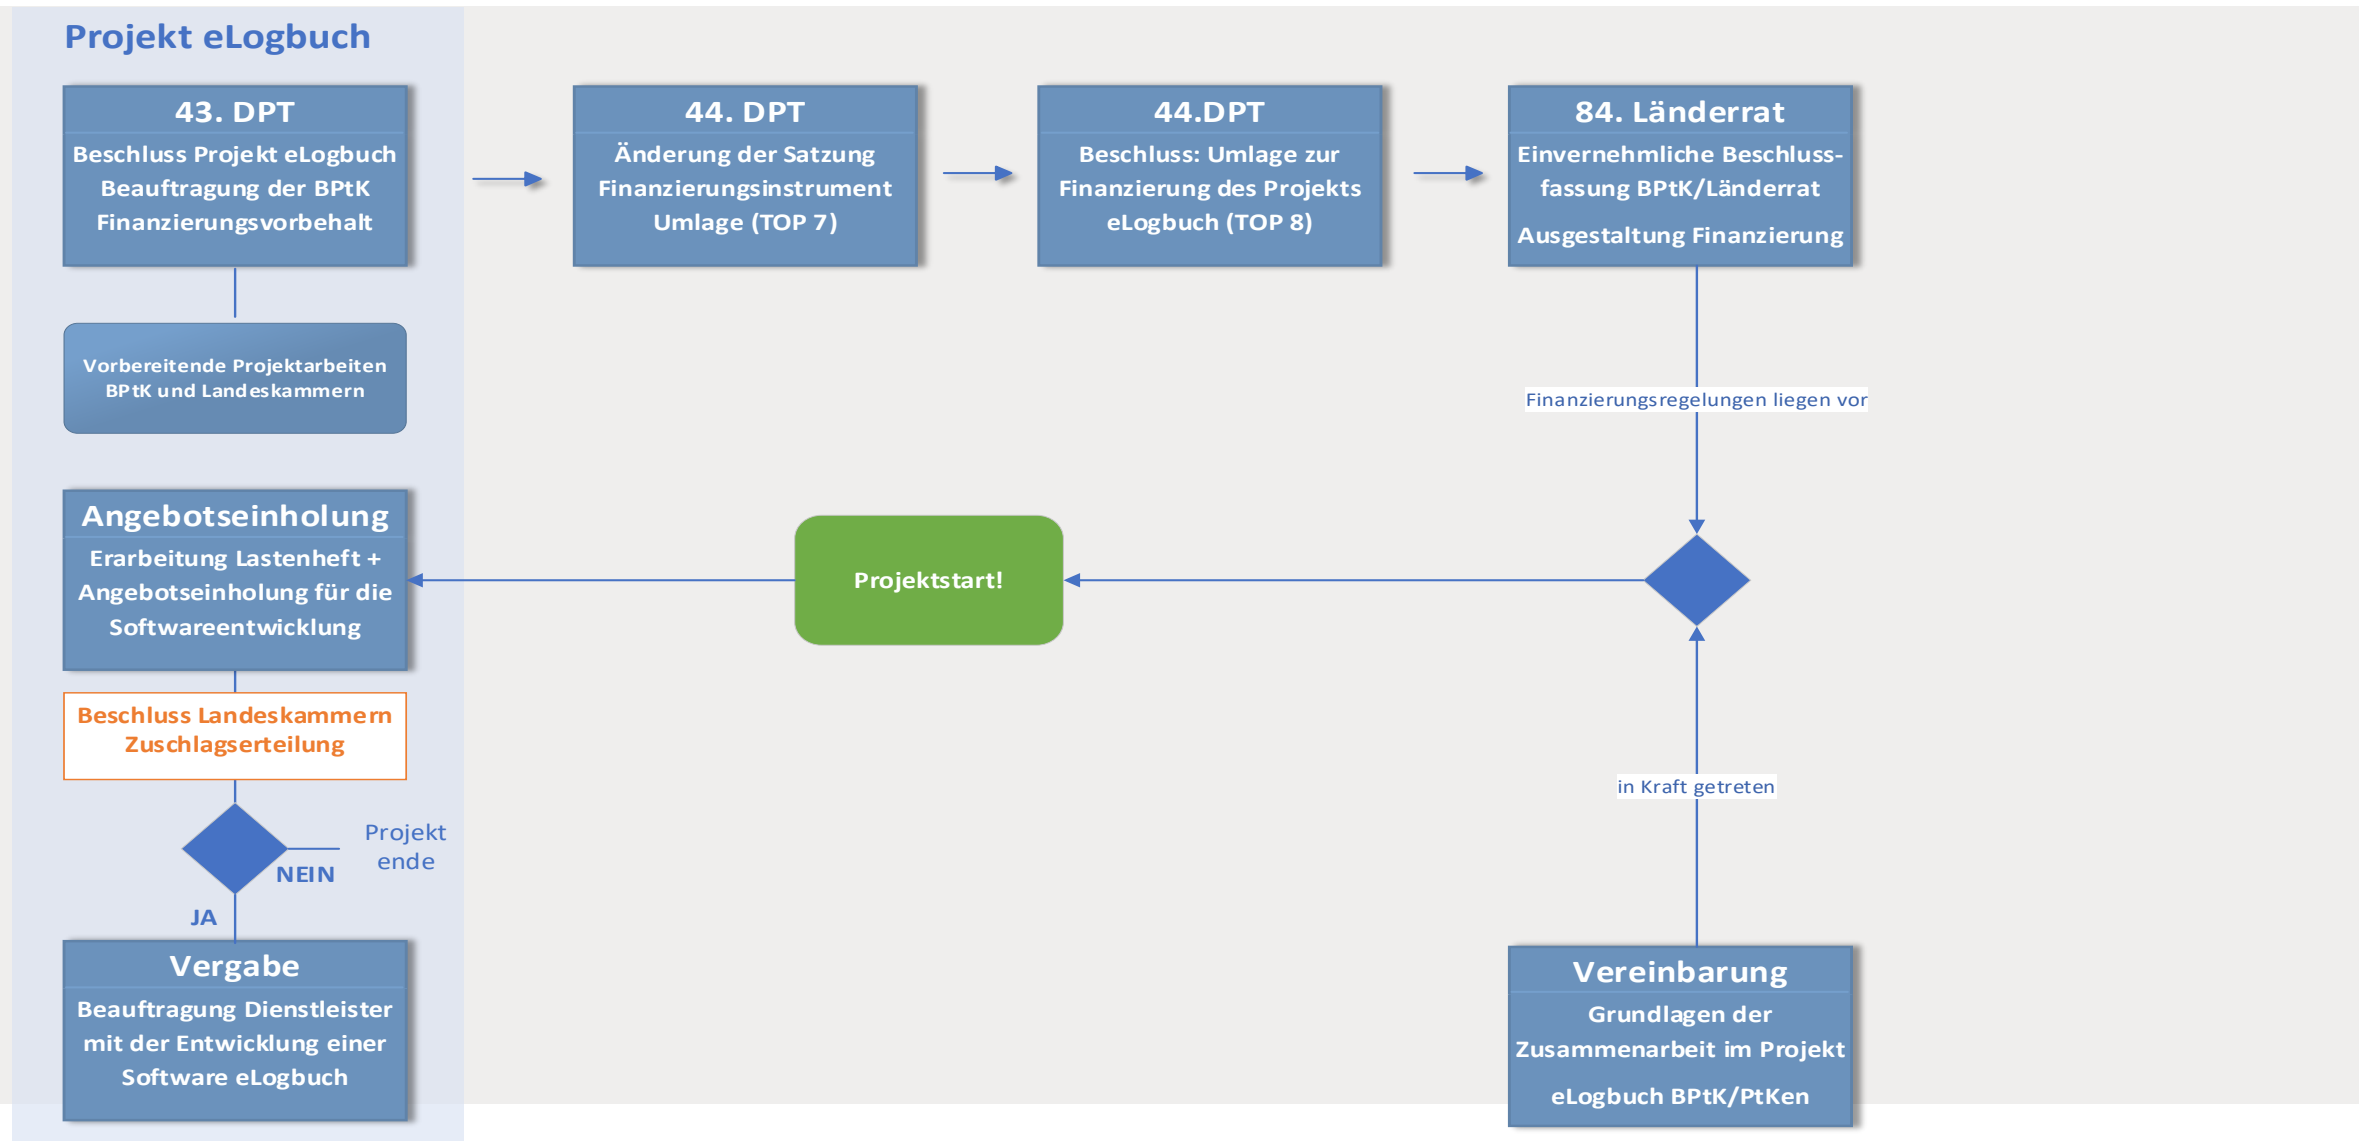 Projekt eLogbuch
43. DPT
Beschluss Projekt eLogbuch
Beauftragung der BPtK
Finanzierungsvorbehalt
44. DPT
Änderung der Satzung
Finanzierungsinstrument
Umlage (TOP 7)
44.DPT
Beschluss: Umlage zur
Finanzierung des Projekts
eLogbuch (TOP 8)
84. Länderrat
Einvernehmliche Beschluss-
fassung BPtK/Länderrat
Ausgestaltung Finanzierung
Vorbereitende Projektarbeiten
BPtK und Landeskammern
Finanzierungsregelungen liegen vor
Angebotseinholung
Erarbeitung Lastenheft +
Angebotseinholung für die
Softwareentwicklung
Projektstart!
Beschluss Landeskammern
Zuschlagserteilung
in Kraft getreten
Projekt
ende
NEIN
JA
Vergabe
Beauftragung Dienstleister
mit der Entwicklung einer
Software eLogbuch
Vereinbarung
Grundlagen der
Zusammenarbeit im Projekt
eLogbuch BPtK/PtKen